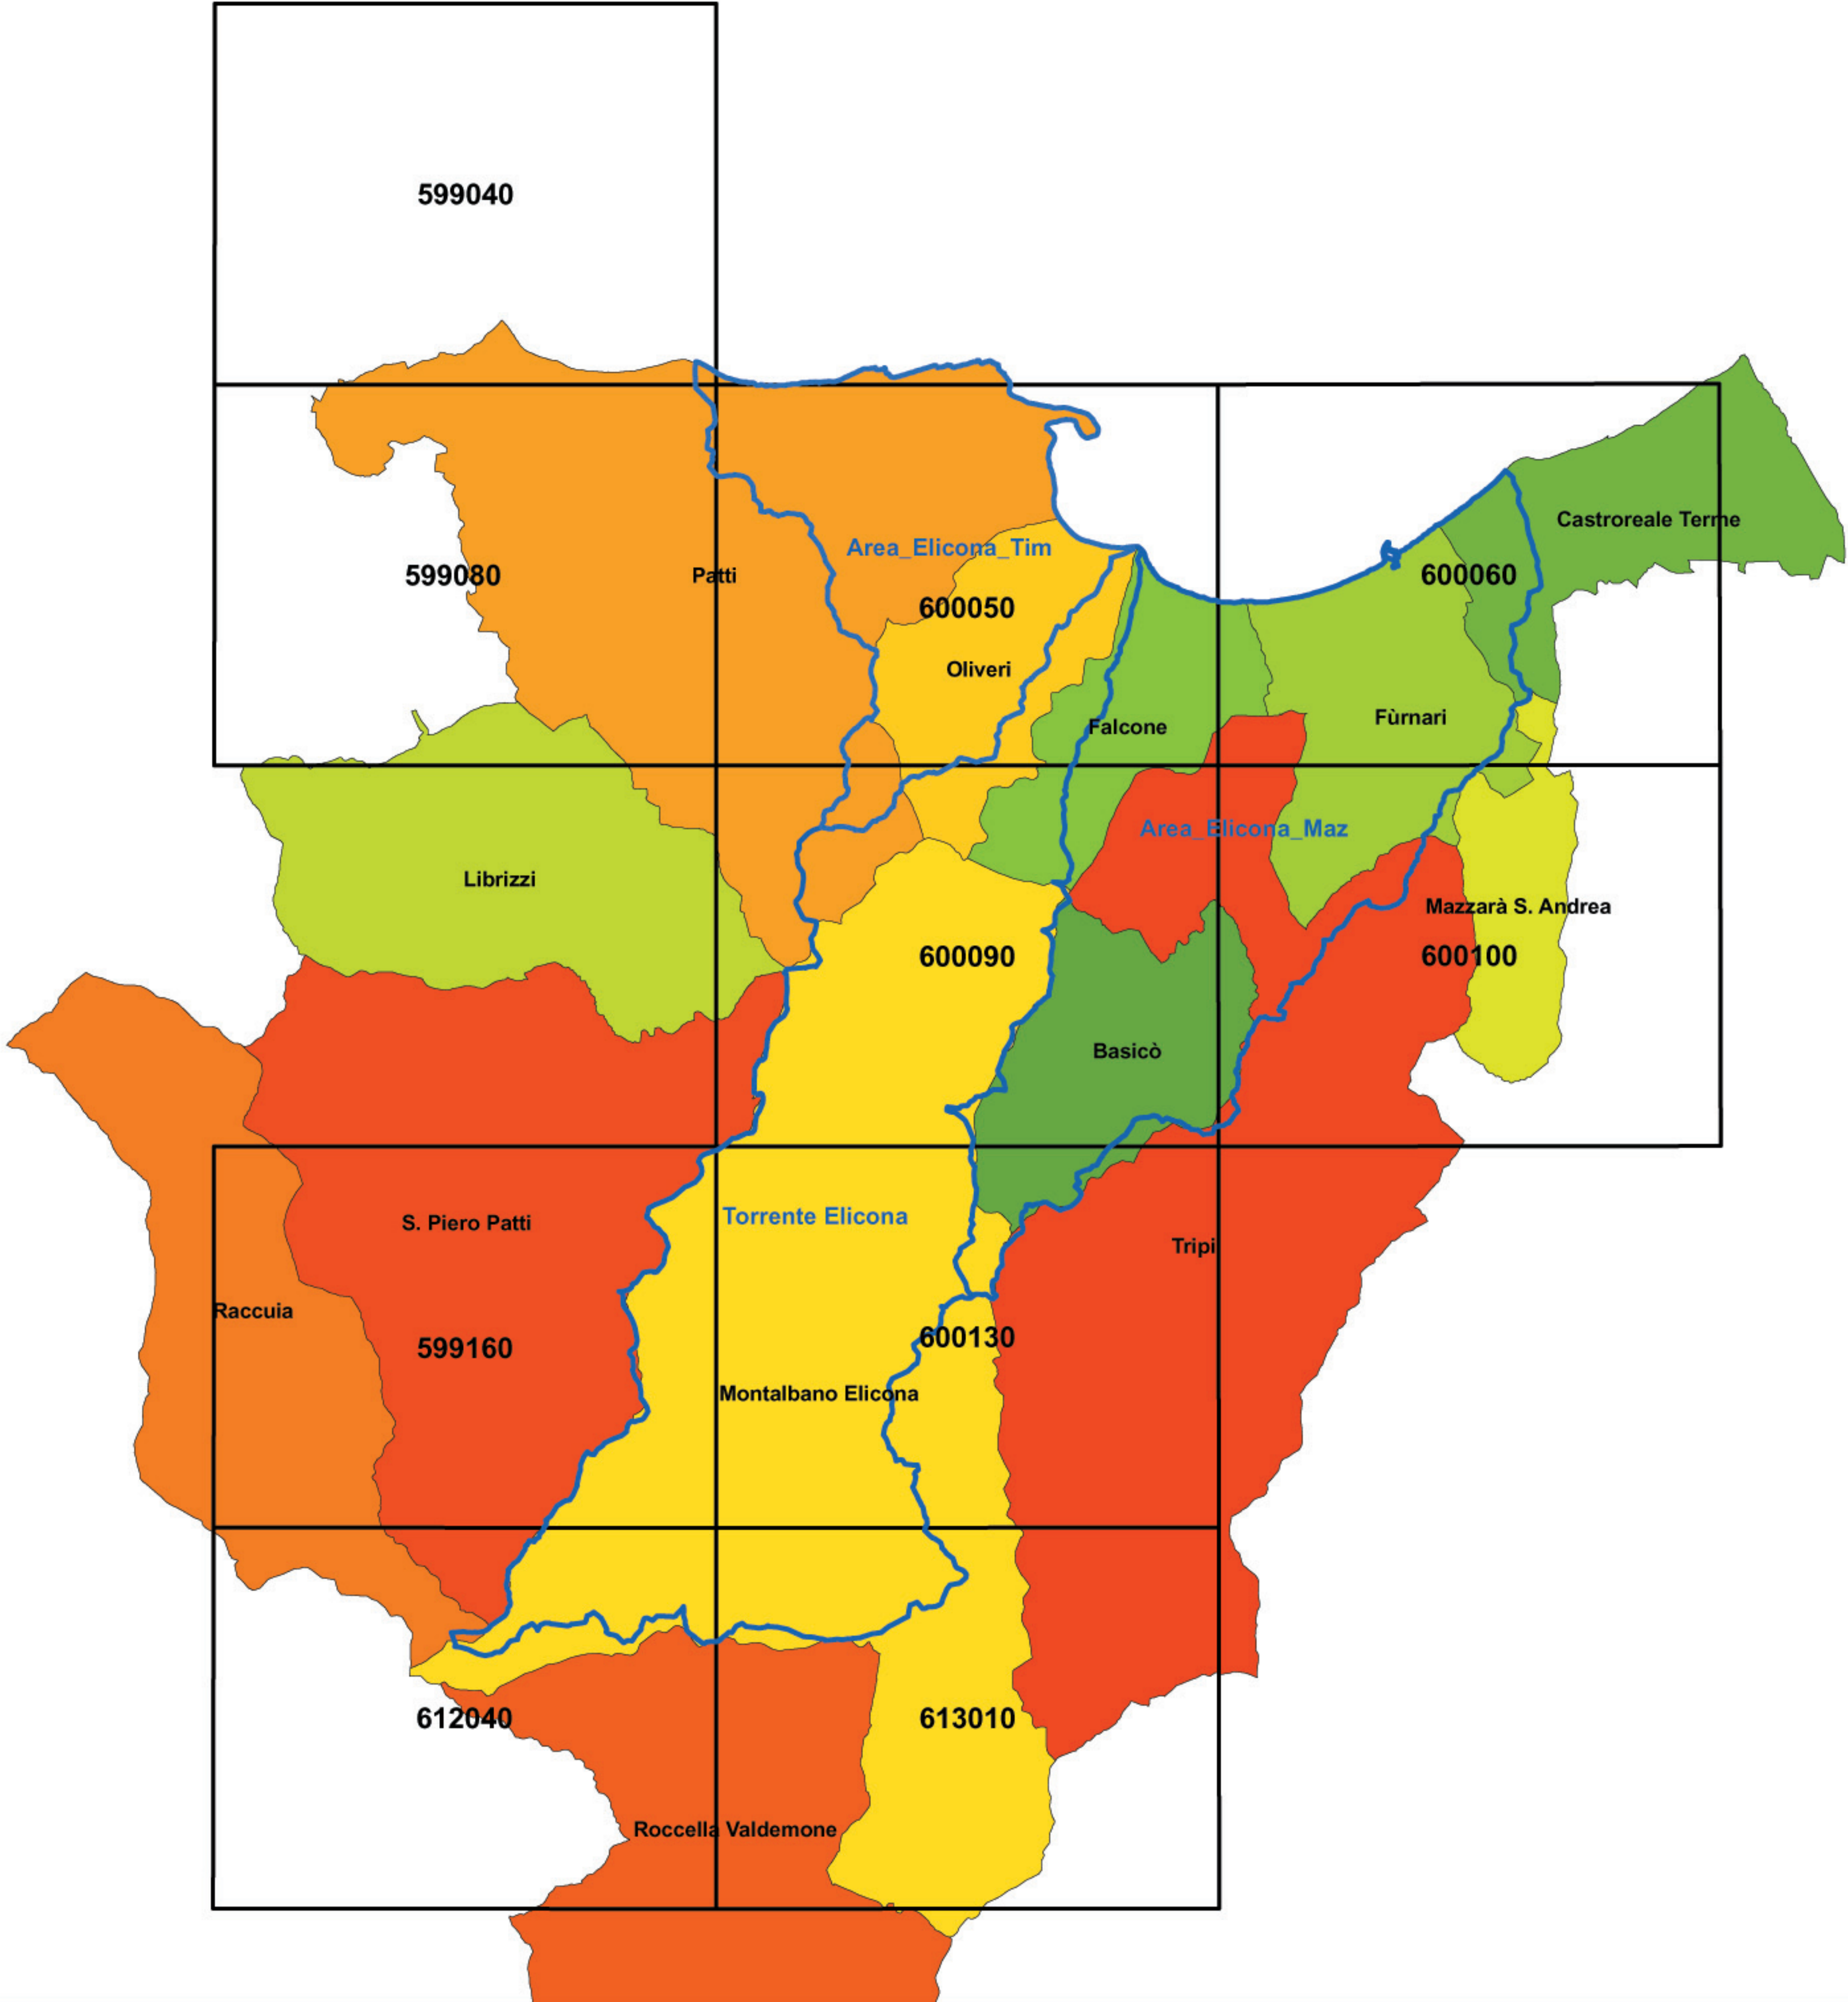 599040
Castroreale Terme
Area_Elicona_Tim
599080
Patti
600060
600050
Oliveri
Fùrnari
Falcone
Area_Elicona_Maz
Librizzi
Mazzarà S. Andrea
600090
600100
Basicò
Torrente Elicona
S. Piero Patti
Tripi
Raccuia
600130
599160
Montalbano Elicona
612040
613010
Roccella Valdemone